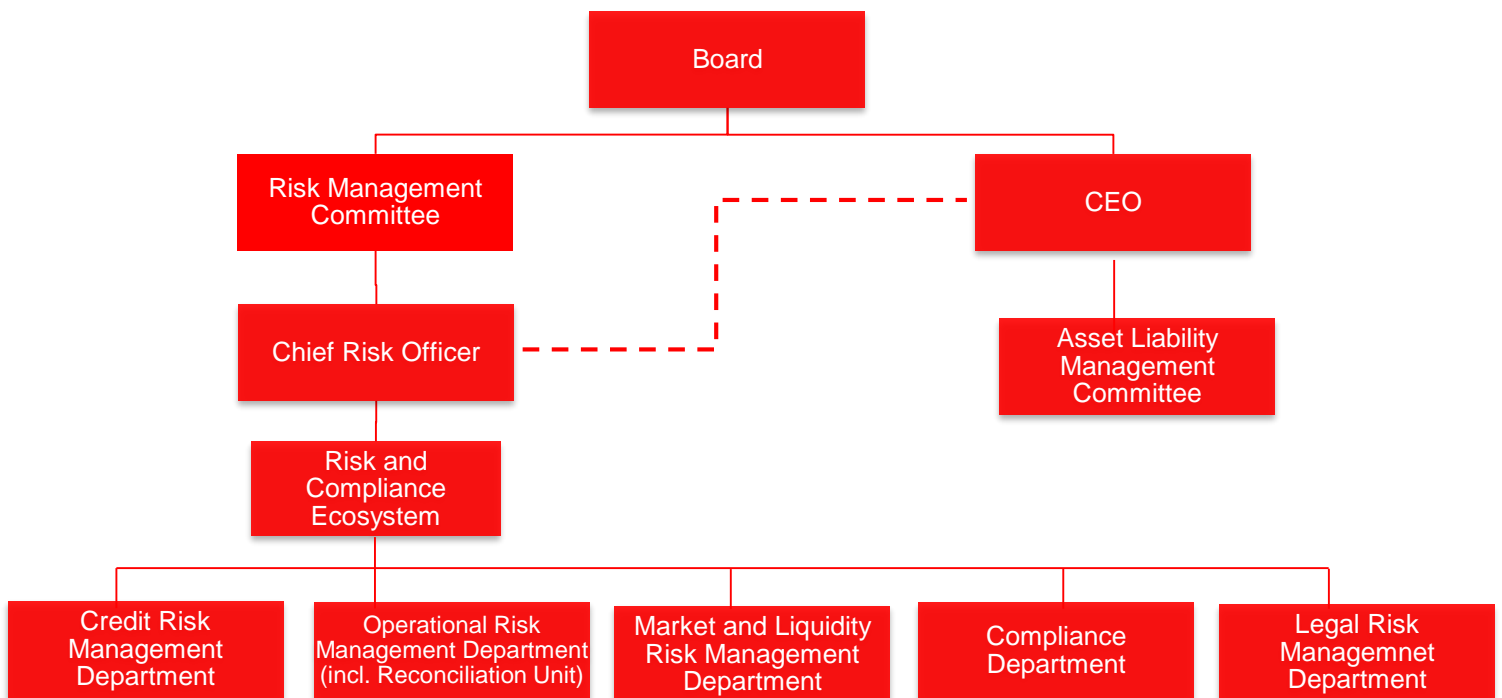 Board
Risk Management
Committee
CEO
Chief Risk Officer
Asset Liability
Management
Committee
Risk and
Compliance
Ecosystem
Credit Risk
Management
Department
Operational Risk
Management Department
(incl. Reconciliation Unit)
Market and Liquidity
Risk Management
Department
Compliance
Department
Legal Risk
Managemnet
Department